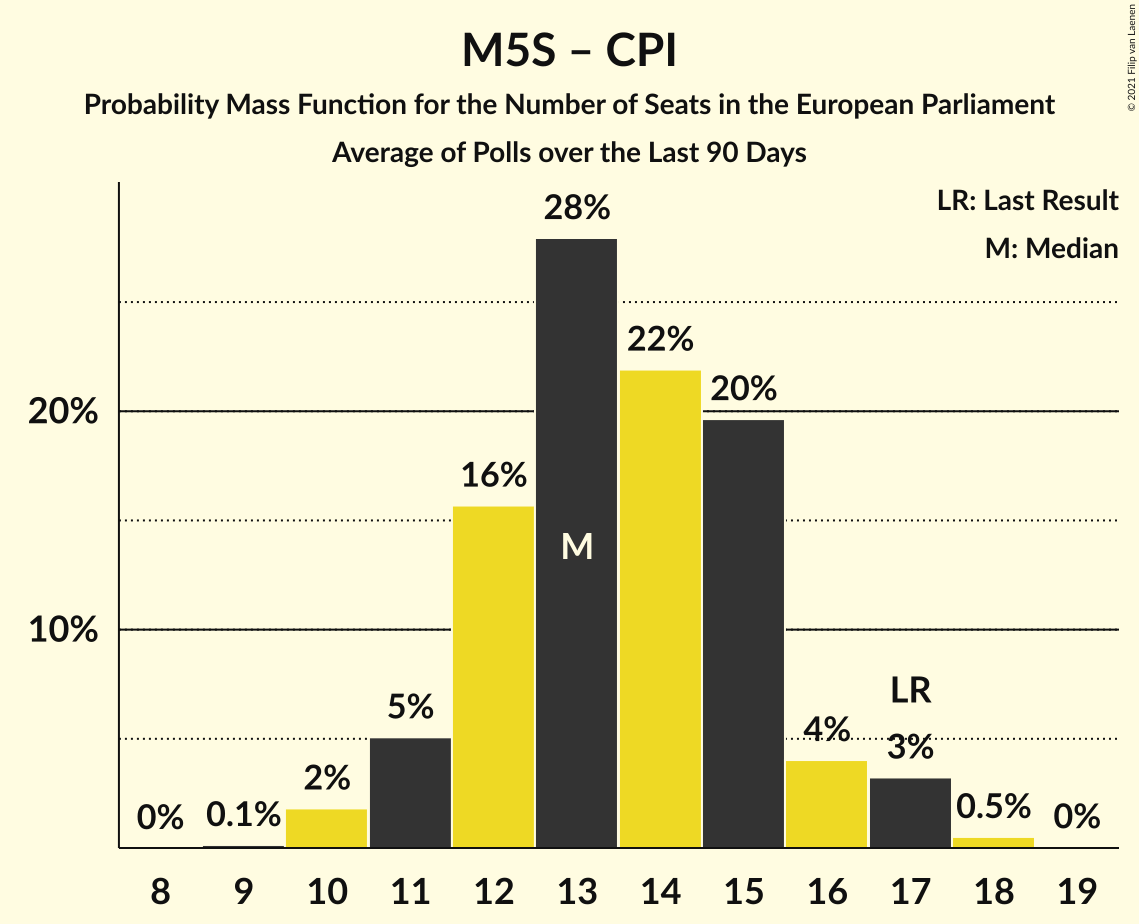 M5S – CPI
Probability Mass Function for the Number of Seats in the European Parliament
Average of Polls over the Last 90 Days
© 2021 Filip van Laenen
LR: Last Result
M: Median
28%
22%
20%
20%
16%
M
10%
LR
5%
4%
3%
2%
0%
0.1%
0.5%
0%
8 9 10 11 12 13 14 15 16 17 18 19